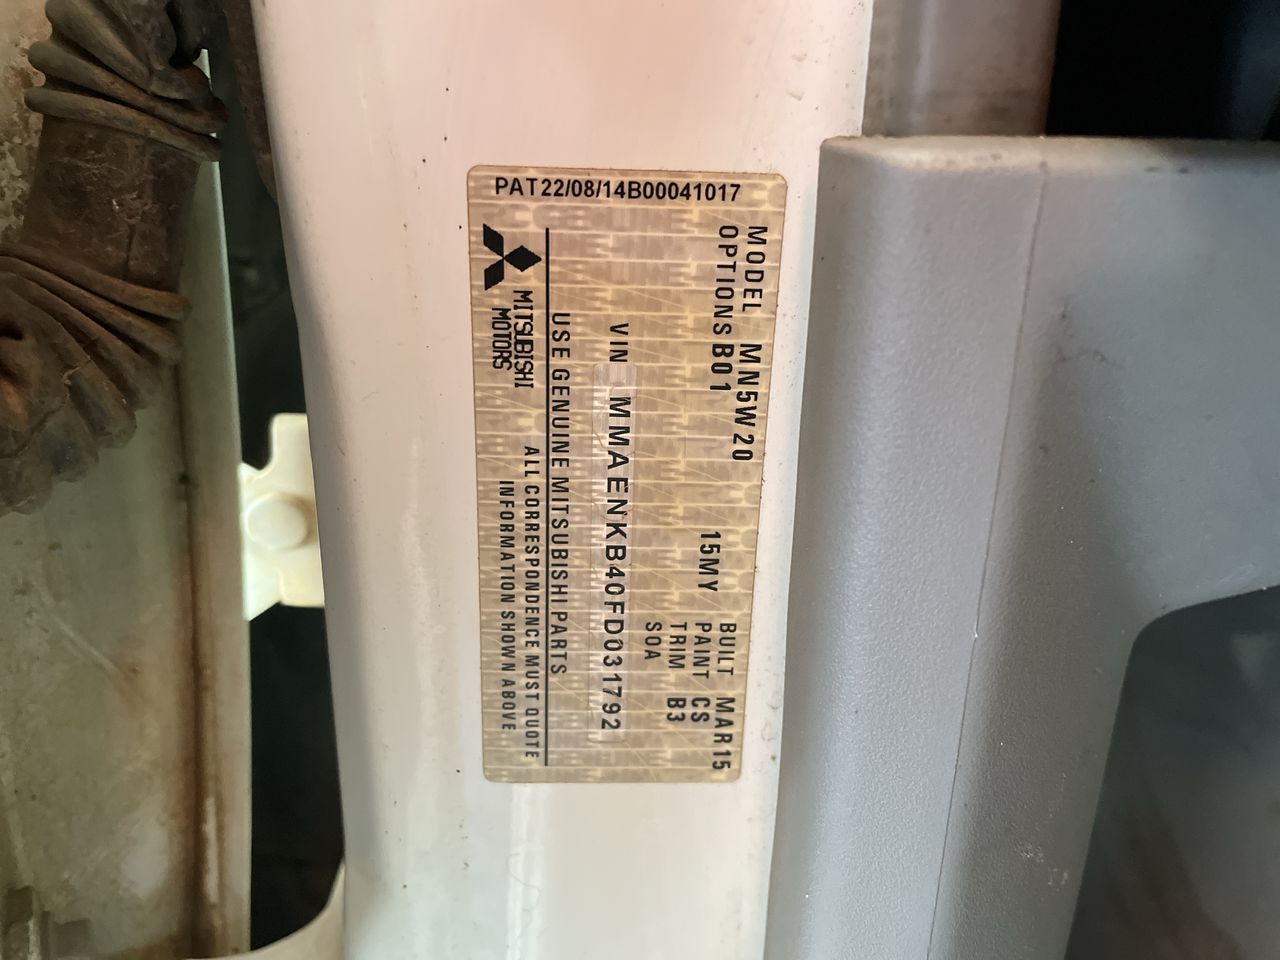 PAT22/08/14B00041017
MODEL MN5W20
OPTIONS B01
15MY
BUILT MAR15
PAINT CS
TRIM B3
SOA
VIN MMAENKB40FD031792
USE GENUINE MITSUBISHI PARTS
MITSUBISHI
MOTORS
ALL CORRESPONDENCE MUST QUOTE
INFORMATION SHOWN ABOVE